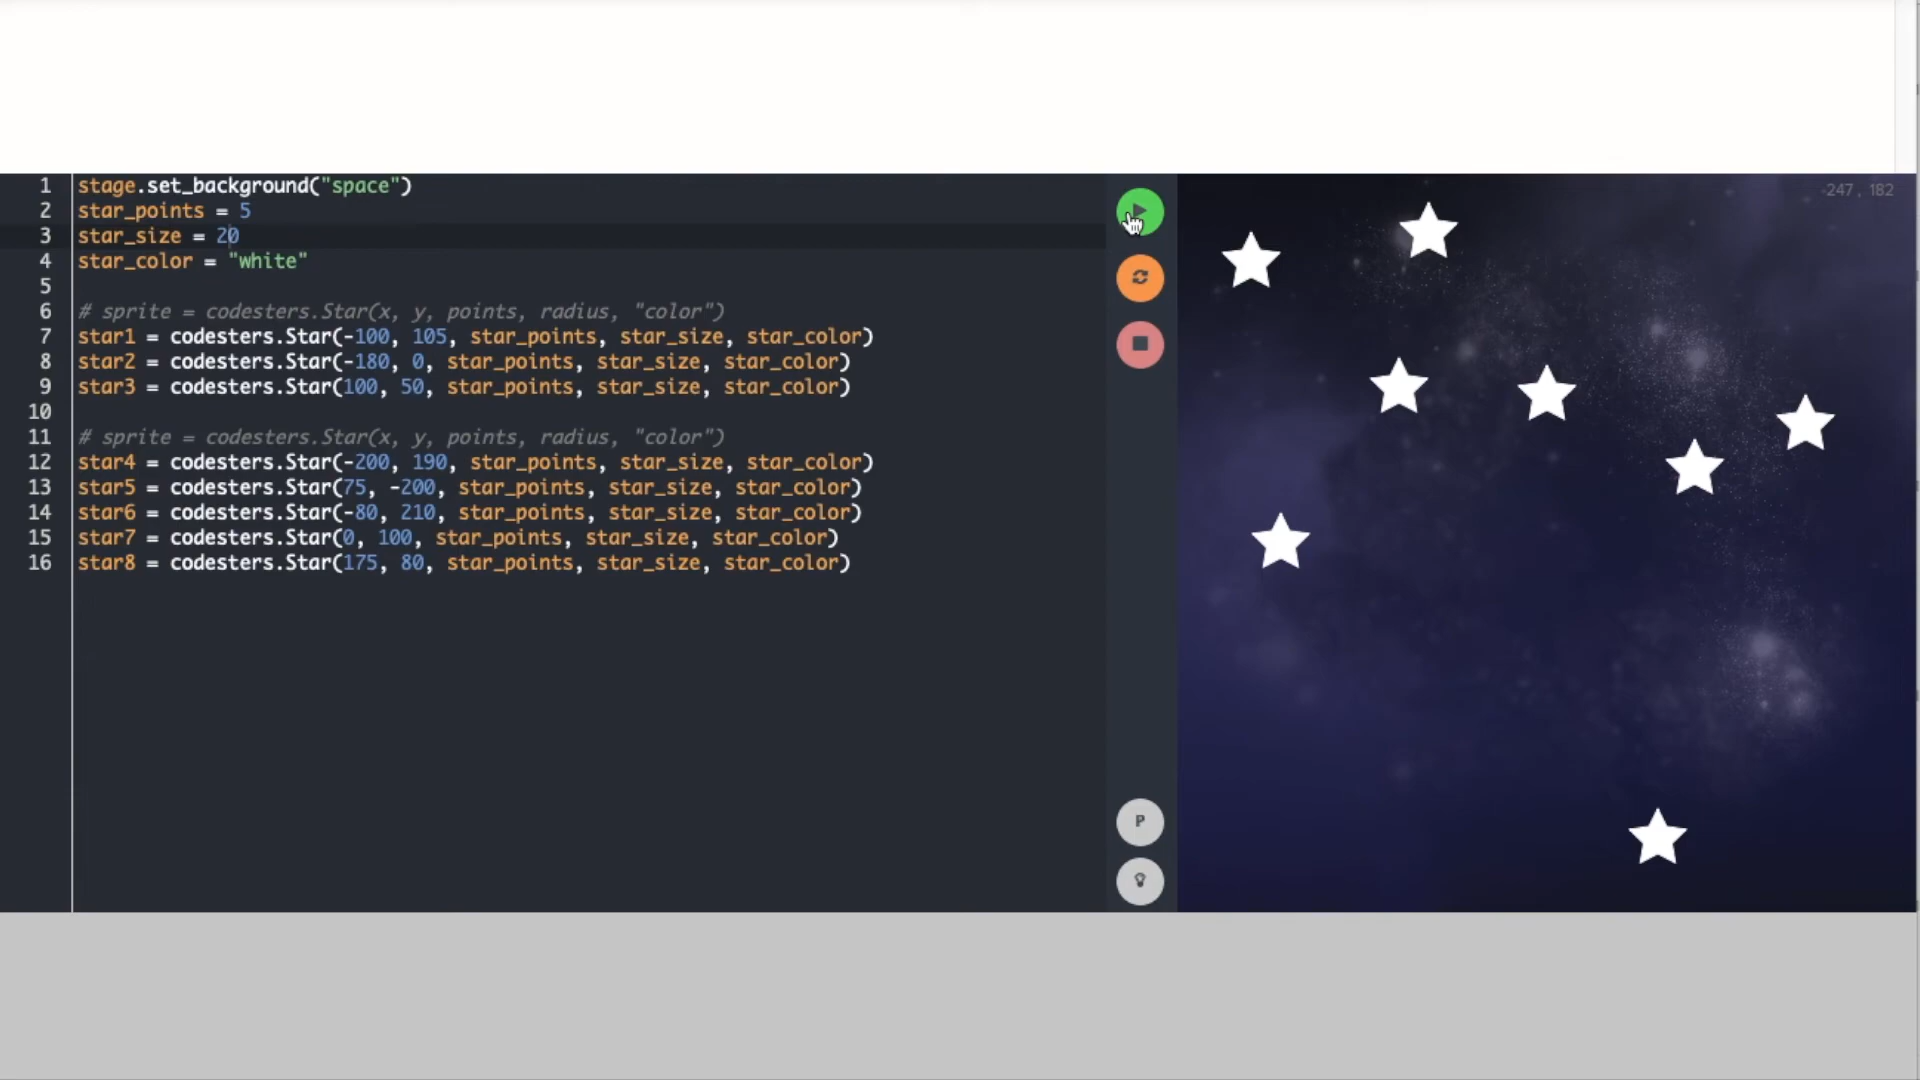 1 stage.set_background("space")
2 star_points = 5
3 star_size = 20
4 star_color = "white"
5
6 # sprite = codesters.Star(x, y, points, radius, "color")
7 star1 = codesters.Star(-100, 105, star_points, star_size, star_color)
8 star2 = codesters.Star(-180, 0, star_points, star_size, star_color)
9 star3 = codesters.Star(100, 50, star_points, star_size, star_color)
10
11 # sprite = codesters.Star(x, y, points, radius, "color")
12 star4 = codesters.Star(-200, 190, star_points, star_size, star_color)
13 star5 = codesters.Star(75, -200, star_points, star_size, star_color)
14 star6 = codesters.Star(-80, 210, star_points, star_size, star_color)
15 star7 = codesters.Star(0, 100, star_points, star_size, star_color)
16 star8 = codesters.Star(175, 80, star_points, star_size, star_color)
P
-247, 182